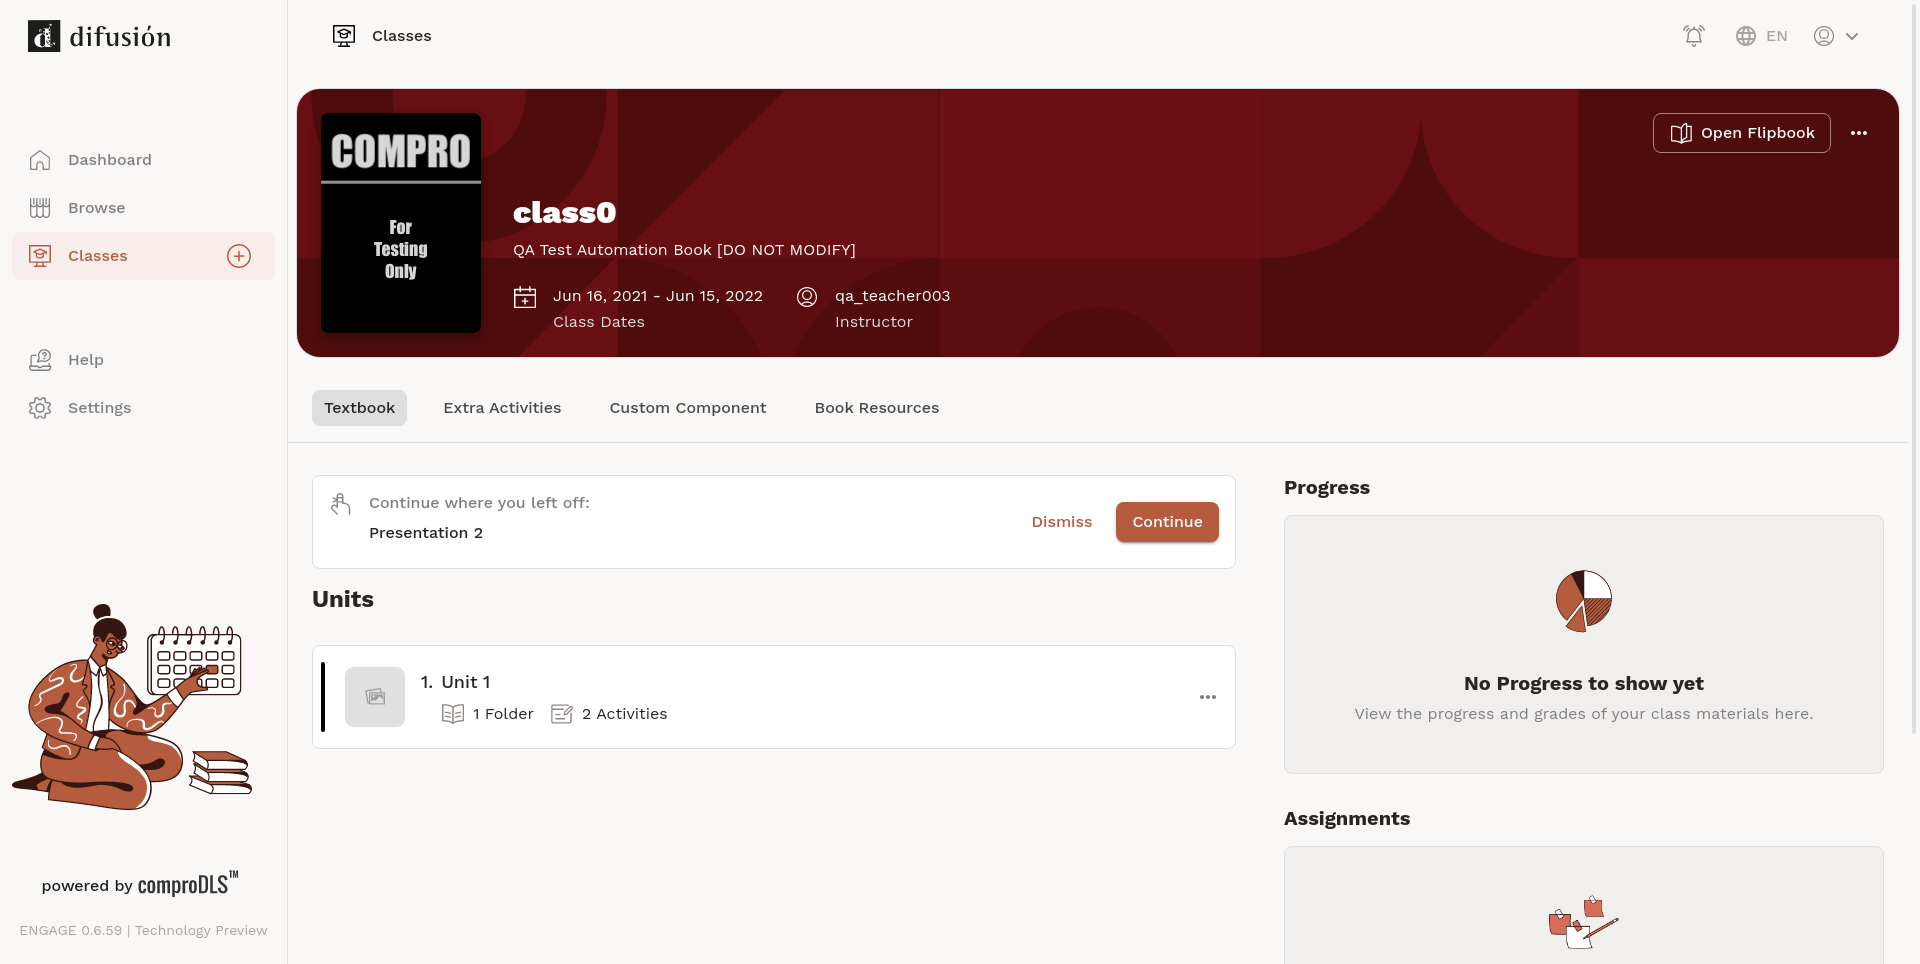 difusión
Classes
EN
Dashboard
Browse
Classes
Help
Settings
powered by comproDLS™
ENGAGE 0.6.59 | Technology Preview
COMPRO
For
Testing
Only
Open Flipbook
class0
QA Test Automation Book [DO NOT MODIFY]
Jun 16, 2021 - Jun 15, 2022
Class Dates
qa_teacher003
Instructor
Textbook
Extra Activities
Custom Component
Book Resources
Continue where you left off:
Presentation 2
Dismiss
Continue
Units
1. Unit 1
1 Folder
2 Activities
Progress
No Progress to show yet
View the progress and grades of your class materials here.
Assignments